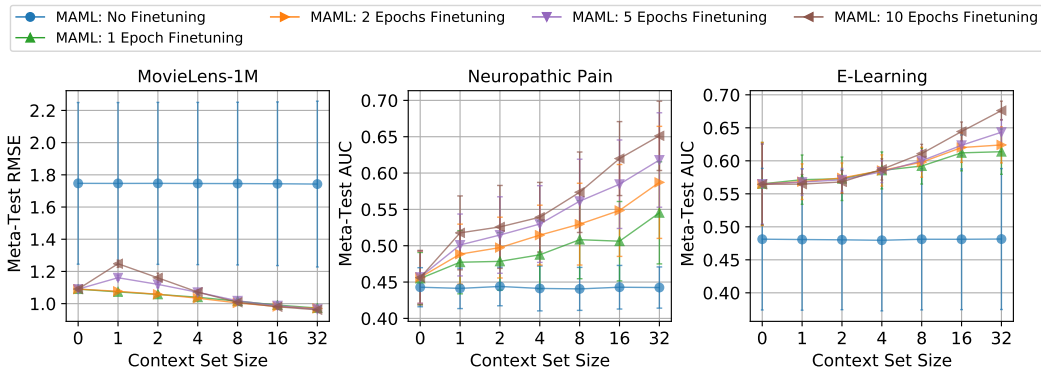 MAML: No Finetuning
MAML: 2 Epochs Finetuning
MAML: 5 Epochs Finetuning
MAML: 10 Epochs Finetuning
MAML: 1 Epoch Finetuning
MovieLens-1M
Meta-Test RMSE
2.2
2.0
1.8
1.6
1.4
1.2
1.0
0 1 2 4 8 16 32
Context Set Size
Neuropathic Pain
Meta-Test AUC
0.70
0.65
0.60
0.55
0.50
0.45
0.40
0 1 2 4 8 16 32
Context Set Size
E-Learning
Meta-Test AUC
0.70
0.65
0.60
0.55
0.50
0.45
0.40
0 1 2 4 8 16 32
Context Set Size